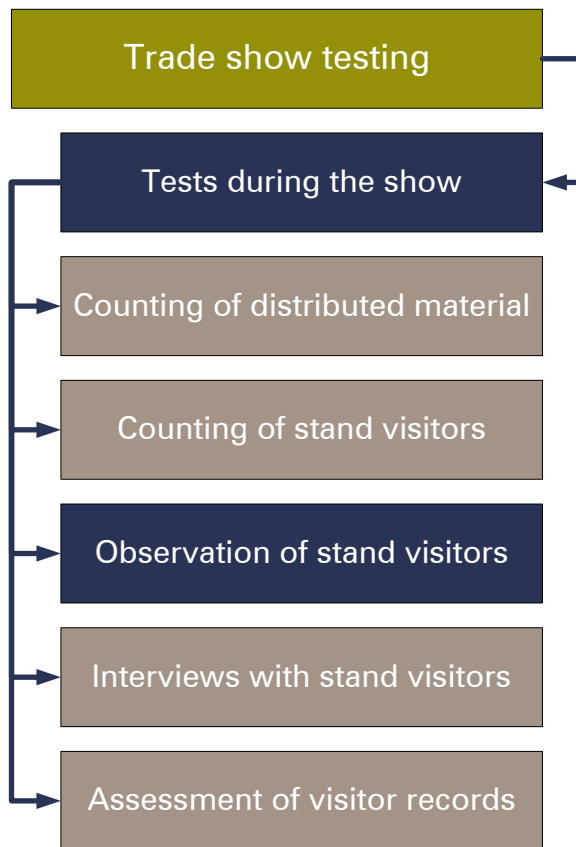 Trade show testing
Tests during the show
Counting of distributed material
Counting of stand visitors
Observation of stand visitors
Interviews with stand visitors
Assessment of visitor records